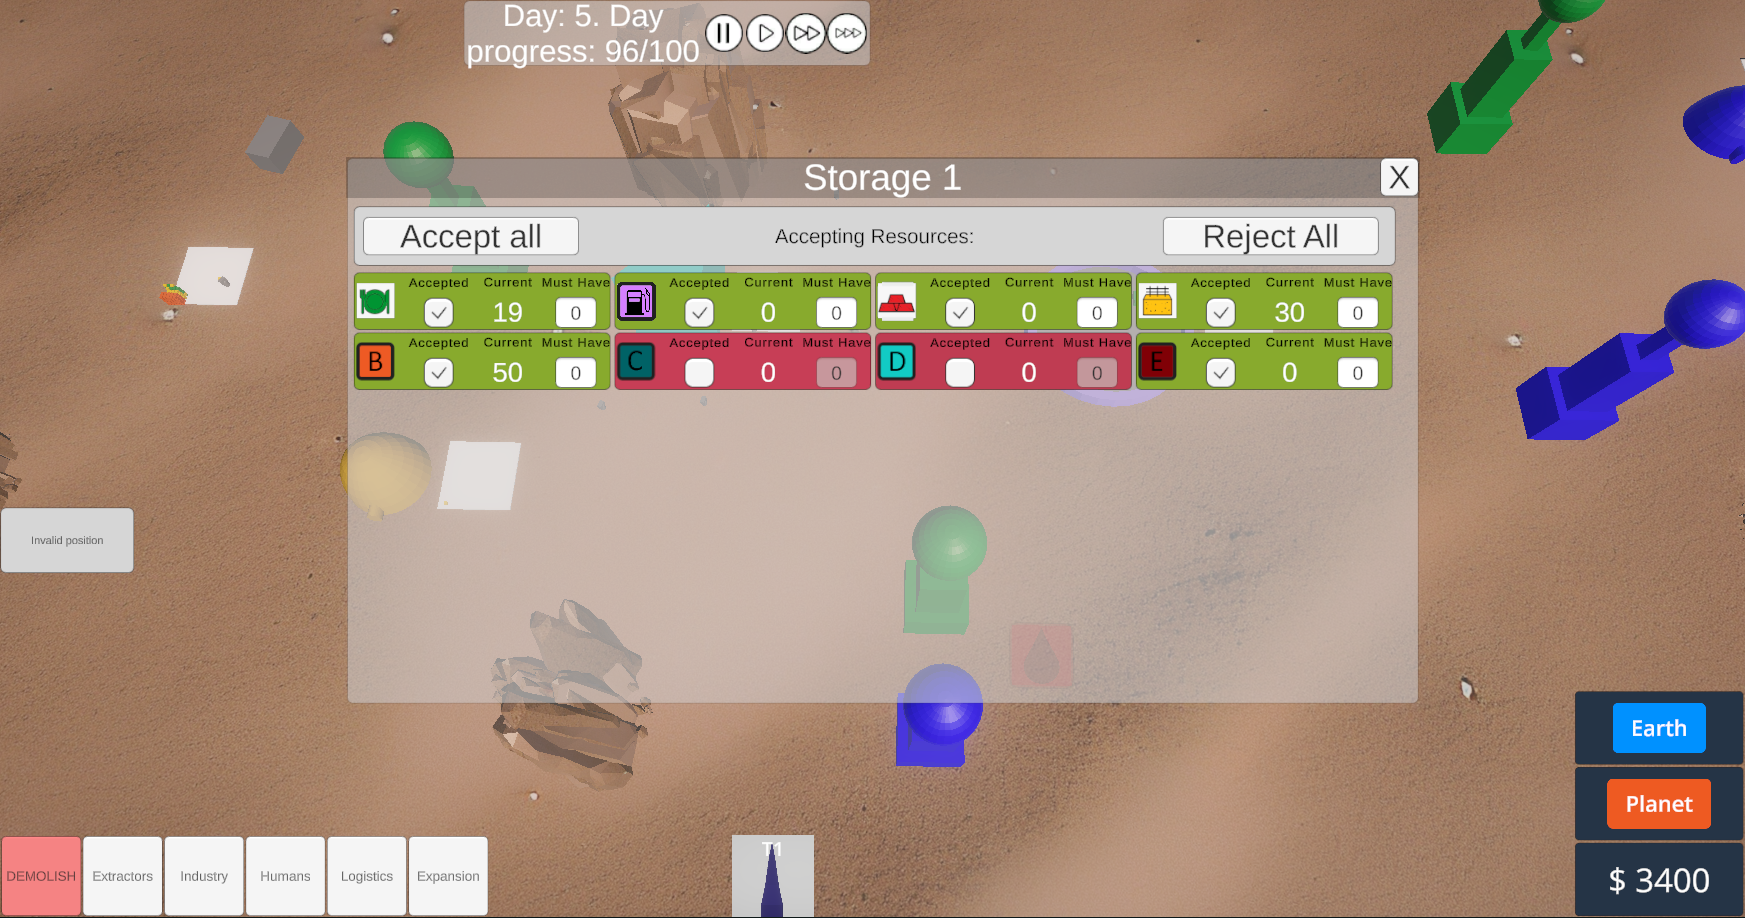 Day: 5. Day
progress: 96/100
Storage 1
X
Accept all
Accepting Resources:
Reject All
Accepted Current Must Have
19 0
Accepted Current Must Have
0 0
Accepted Current Must Have
0 0
Accepted Current Must Have
30 0
B
Accepted Current Must Have
50 0
C
Accepted Current Must Have
0 0
D
Accepted Current Must Have
0 0
E
Accepted Current Must Have
0 0
Invalid position
Earth
Planet
$ 3400
DEMOLISH
Extractors
Industry
Humans
Logistics
Expansion
T1